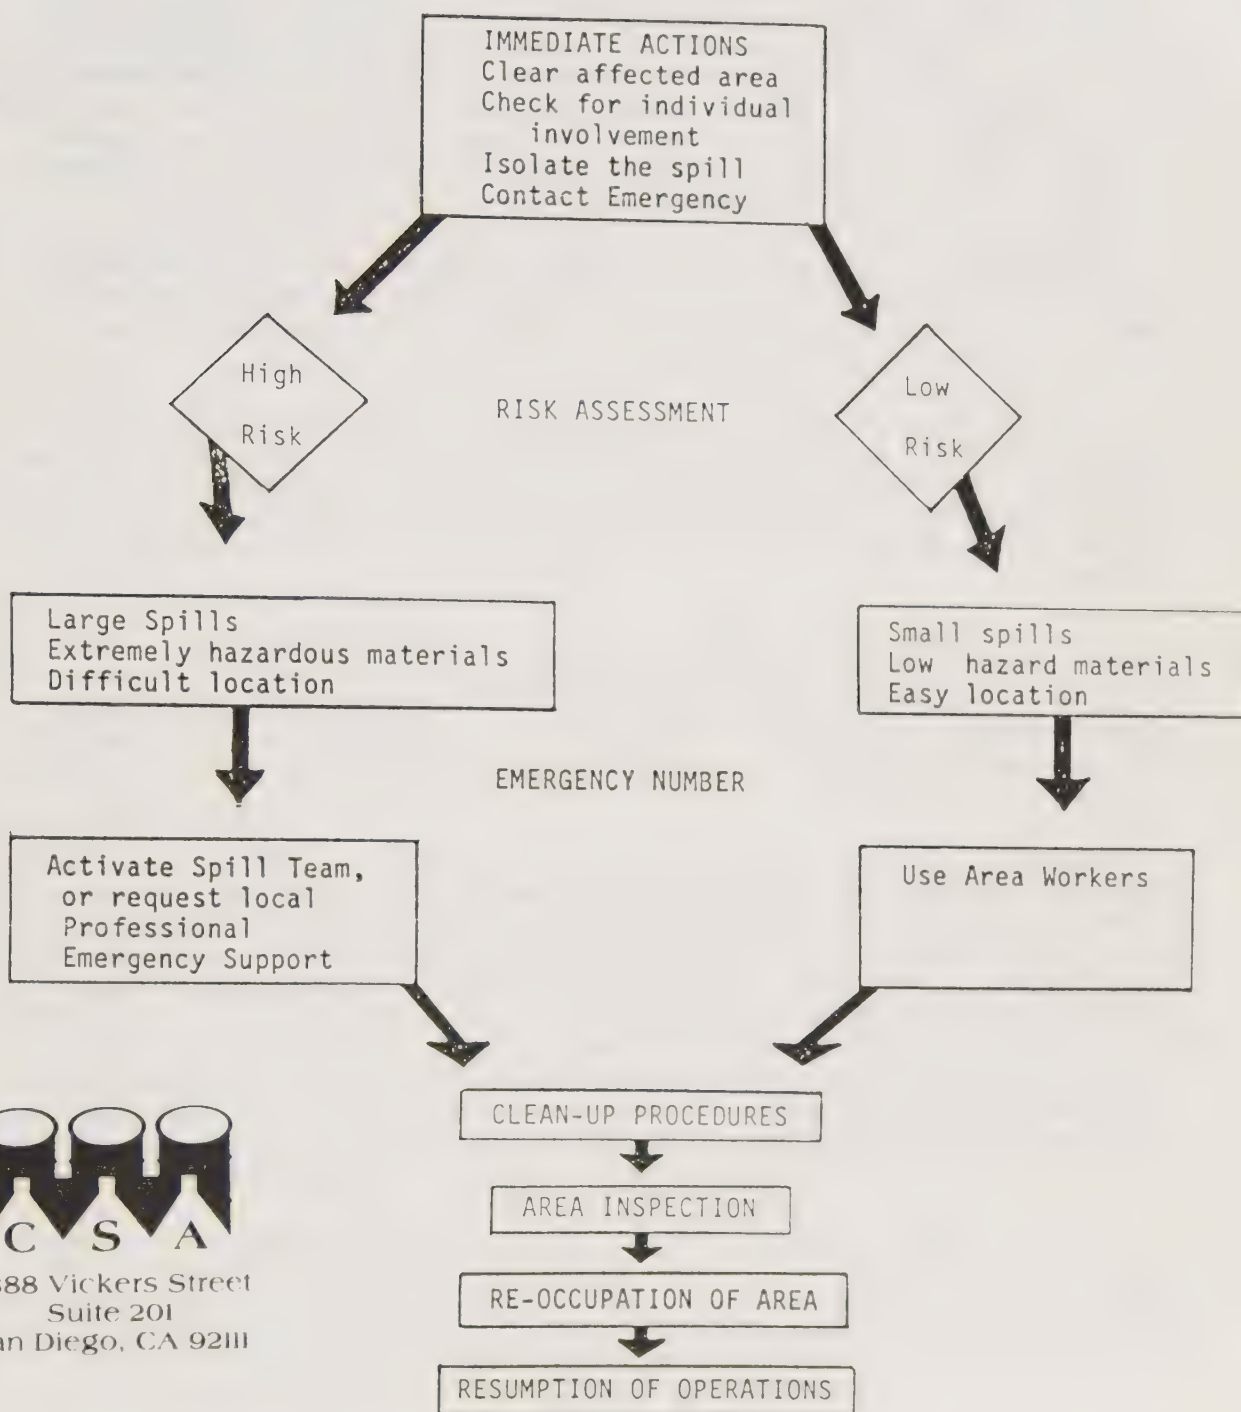 IMMEDIATE ACTIONS
Clear affected area
Check for individual
involvement
Isolate the spill
Contact Emergency
High
Risk
RISK ASSESSMENT
Low
Risk
Large Spills
Extremely hazardous materials
Difficult location
Small spills
Low hazard materials
Easy location
EMERGENCY NUMBER
Activate Spill Team,
or request local
Professional
Emergency Support
Use Area Workers
CLEAN-UP PROCEDURES
AREA INSPECTION
RE-OCCUPATION OF AREA
RESUMPTION OF OPERATIONS
C S A
888 Vickers Street
Suite 201
an Diego, CA 92111